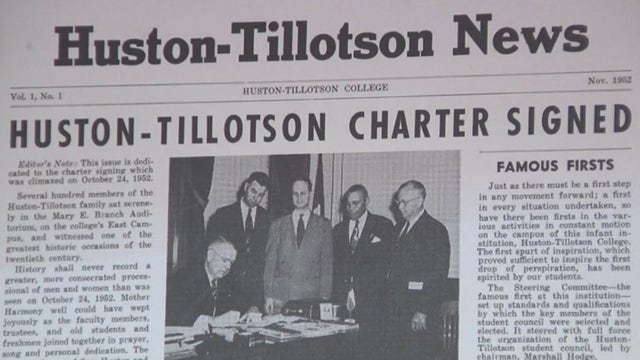 Huston-Tillotson News
Vol. 1, No. 1
HUSTON-TILLOTSON COLLEGE
Nov. 1952
HUSTON-TILLOTSON CHARTER SIGNED
Editor's Note: This issue is dedi-
cated to the charter signing which
was climaxed on October 24, 1952.
Several hundred members of the
Huston-Tillotson family sat serene-
ly in the Mary E. Branch Audi-
torium, on the college's East Cam-
pus, and witnessed one of the
greatest historic occasions of the
twentieth century.
History shall never record a
greater, more consecrated proces-
sional of men and women than was
seen on October 24, 1952. Mother
Harmony well could have wept
joyously as the faculty members,
trustees, and old students and
freshmen joined together in prayer,
song and personal dedication. The
FAMOUS FIRSTS
Just as there must be a first step
in any movement forward; a first
in every situation undertaken, so
have there been firsts in the var-
ious activities in constant motion
on the campus of this infant in-
stitution, Huston-Tillotson College.
The first spurt of inspiration, which
proved sufficient to inspire the first
drop of perspiration, has been
spirited by our students.
The Steering Committee—the
famous first at this institution—
set up standards and qualifications
by which the key members of the
student council were selected and
elected. It steered with full force
the organization of the Huston-
Tillotson student council, led by
chairman, Marshall Hodge.